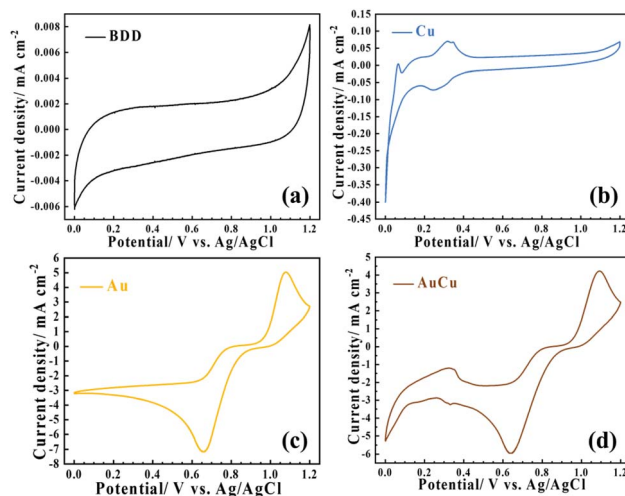 BDD
(a)
Current density/ mA cm⁻²
0.008
0.006
0.004
0.002
0.000
-0.002
-0.004
-0.006
0.0 0.2 0.4 0.6 0.8 1.0 1.2
Potential/ V vs. Ag/AgCl
Cu
(b)
Current density/ mA cm⁻²
0.15
0.10
0.05
0.00
-0.05
-0.10
-0.15
-0.20
-0.25
-0.30
-0.35
-0.40
-0.45
0.0 0.2 0.4 0.6 0.8 1.0 1.2
Potential/ V vs. Ag/AgCl
Au
(c)
Current density/ mA cm⁻²
6
5
4
3
2
1
0
-1
-2
-3
-4
-5
-6
-7
-8
0.0 0.2 0.4 0.6 0.8 1.0 1.2
Potential/ V vs. Ag/AgCl
AuCu
(d)
Current density/ mA cm⁻²
5
4
3
2
1
0
-1
-2
-3
-4
-5
-6
0.0 0.2 0.4 0.6 0.8 1.0 1.2
Potential/ V vs. Ag/AgCl